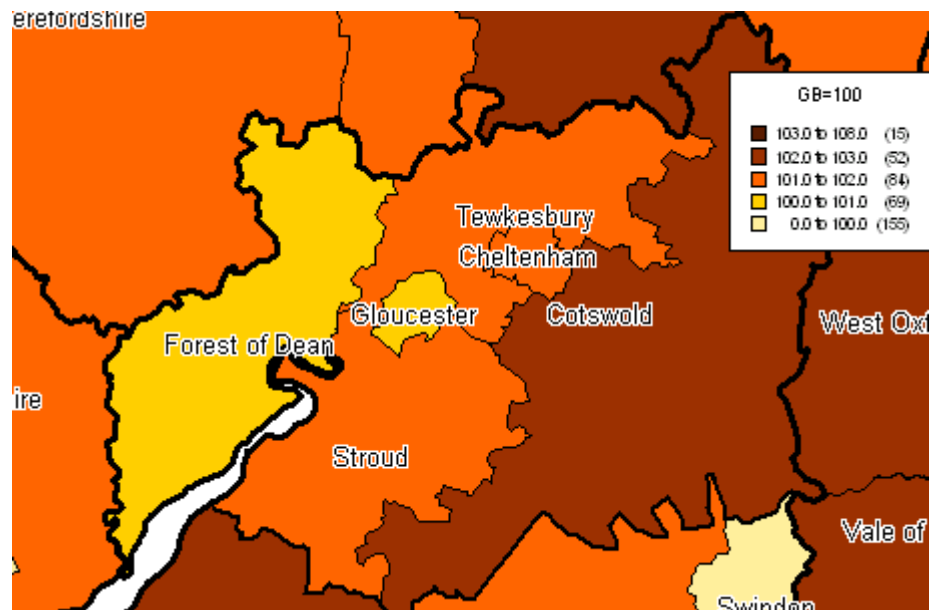 erefordshire
GB=100
103.0 to 108.0 (15)
102.0 to 103.0 (52)
101.0 to 102.0 (84)
100.0 to 101.0 (69)
0.0 to 100.0 (155)
Tewkesbury
Cheltenham
Gloucester
Cotswold
West Oxf
Forest of Dean
ire
Stroud
Vale of
Swindon